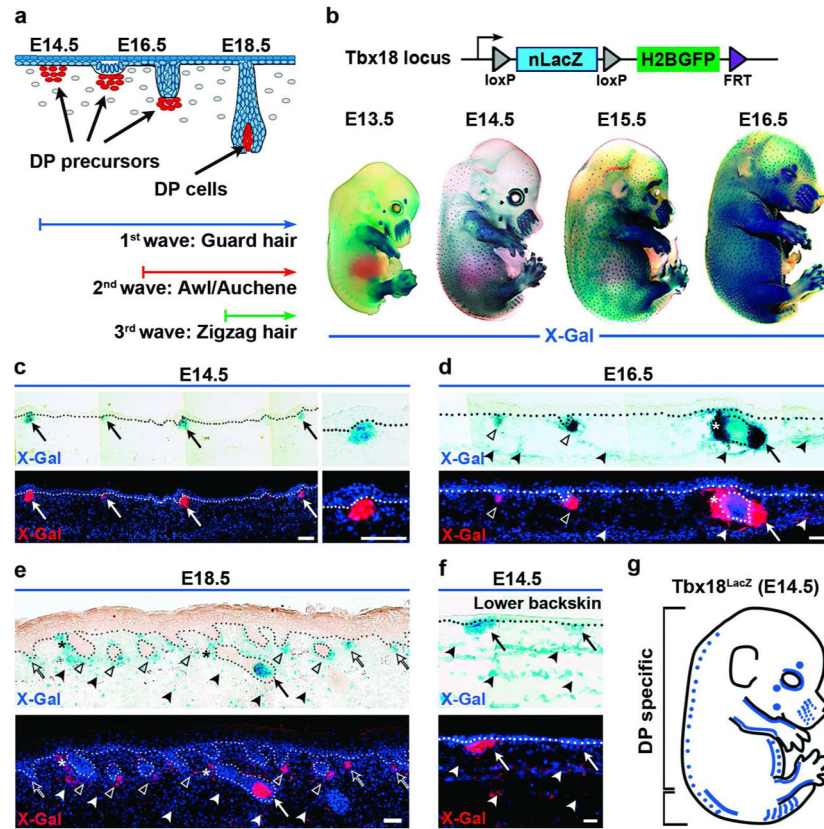 a
E14.5 E16.5 E18.5
DP precursors
DP cells
1st wave: Guard hair
2nd wave: Awl/Auchene
3rd wave: Zigzag hair
b
Tbx18 locus
nLacZ
H2BGFP
loxP
loxP
FRT
E13.5 E14.5 E15.5 E16.5
X-Gal
c
E14.5
X-Gal
X-Gal
d
E16.5
X-Gal
*
X-Gal
e
E18.5
* *
X-Gal
* *
X-Gal
f
E14.5
Lower backskin
X-Gal
X-Gal
g
Tbx18LacZ (E14.5)
DP specific